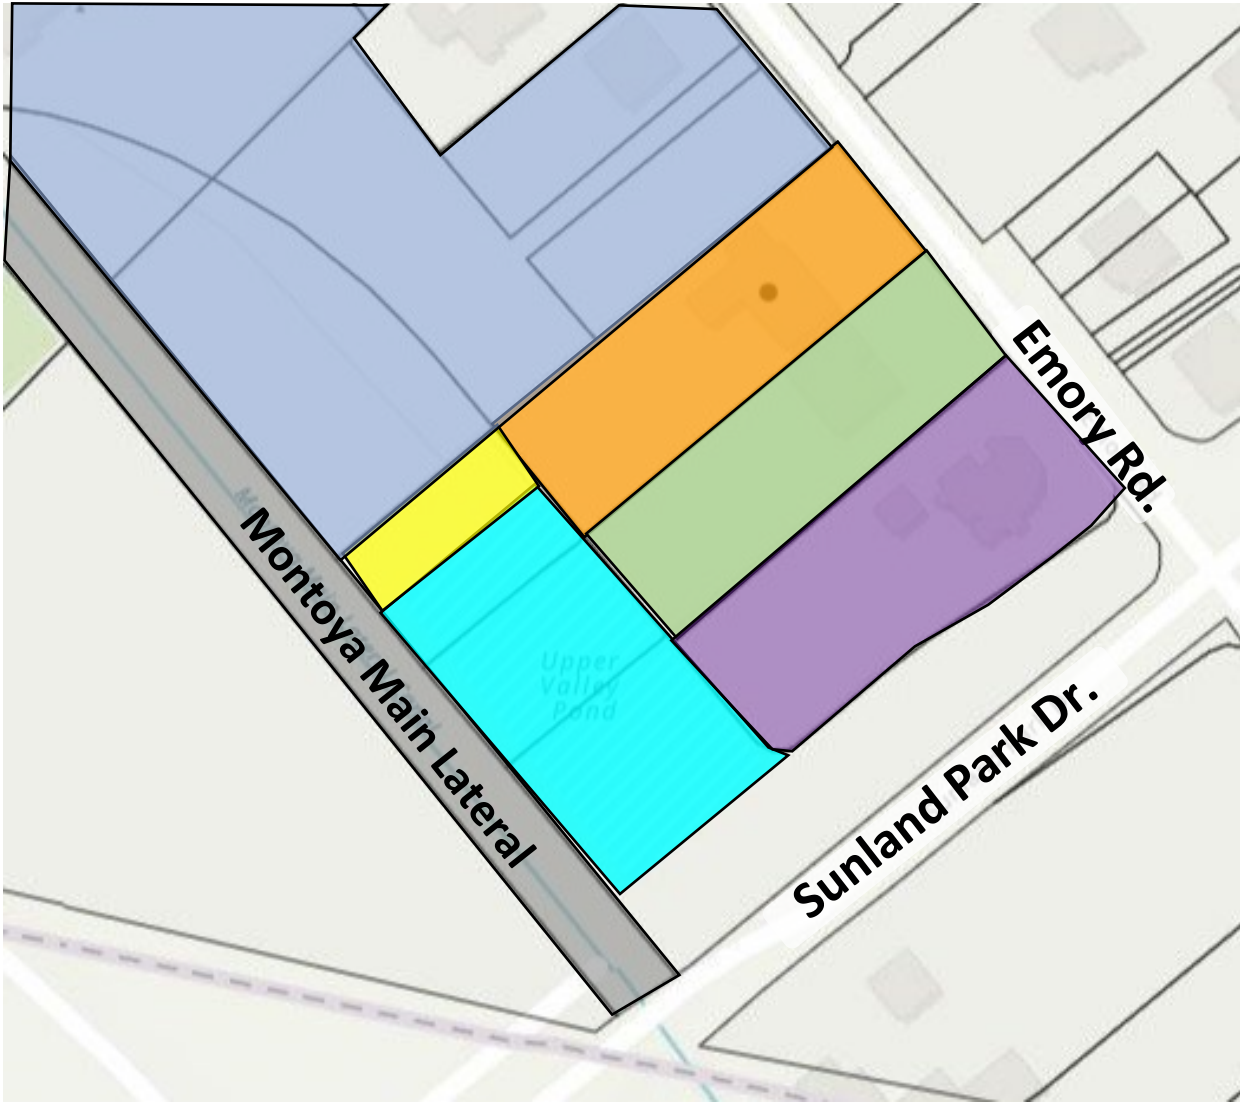 Emory Rd.
Montoya Main Lateral
Upper
Valley
Pond
Sunland Park Dr.